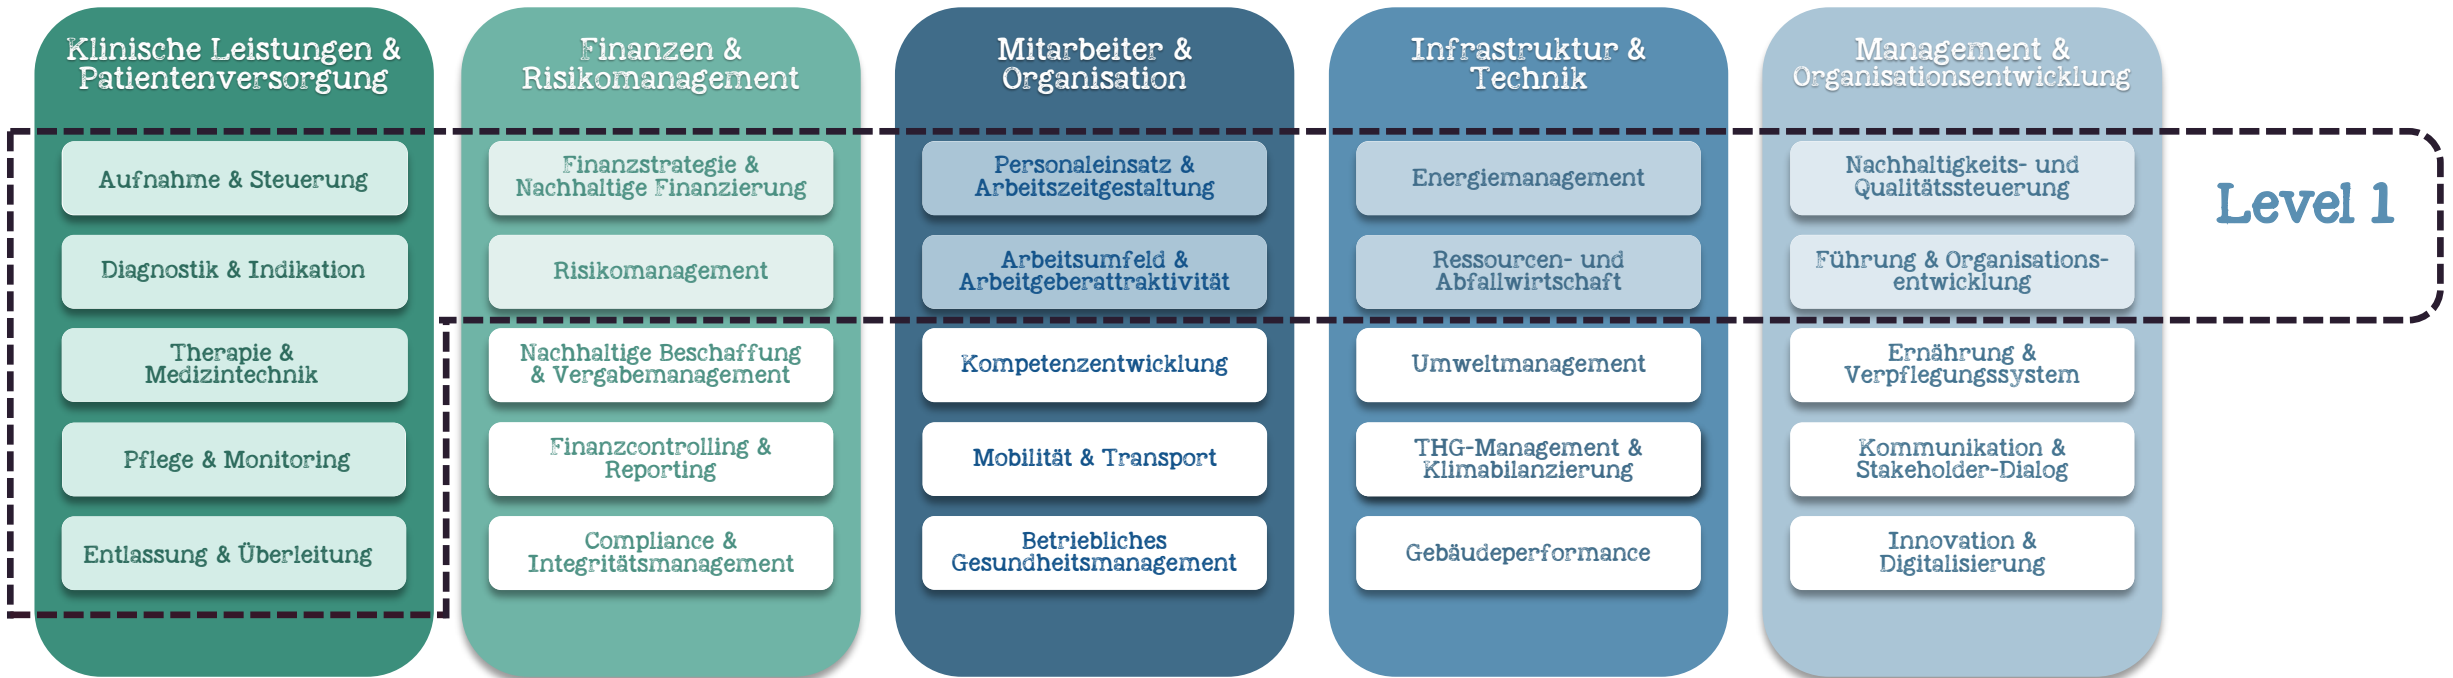 Klinische Leistungen &
Patientenversorgung
Aufnahme & Steuerung
Diagnostik & Indikation
Therapie &
Medizintechnik
Pflege & Monitoring
Entlassung & Überleitung
Finanzen &
Risikomanagement
Finanzstrategie &
Nachhaltige Finanzierung
Risikomanagement
Nachhaltige Beschaffung
& Vergabemanagement
Finanzcontrolling &
Reporting
Compliance &
Integritätsmanagement
Mitarbeiter &
Organisation
Personaleinsatz &
Arbeitszeitgestaltung
Arbeitsumfeld &
Arbeitgeberattraktivität
Kompetenzentwicklung
Mobilität & Transport
Betriebliches
Gesundheitsmanagement
Infrastruktur &
Technik
Energiemanagement
Ressourcen- und
Abfallwirtschaft
Umweltmanagement
THG-Management &
Klimabilanzierung
Gebäudeperformance
Management &
Organisationsentwicklung
Nachhaltigkeits- und
Qualitätssteuerung
Führung & Organisations-
entwicklung
Ernährung &
Verpflegungssystem
Kommunikation &
Stakeholder-Dialog
Innovation &
Digitalisierung
Level 1